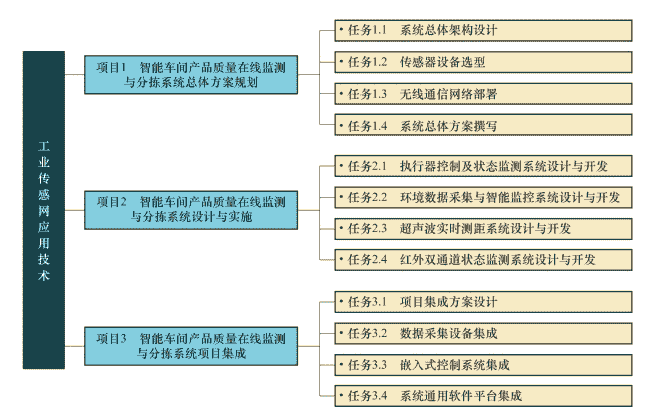 工业传感网应用技术
项目1 智能车间产品质量在线监测
与分拣系统总体方案规划
• 任务1.1 系统总体架构设计
• 任务1.2 传感器设备选型
• 任务1.3 无线通信网络部署
• 任务1.4 系统总体方案撰写
项目2 智能车间产品质量在线监测
与分拣系统设计与实施
• 任务2.1 执行器控制及状态监测系统设计与开发
• 任务2.2 环境数据采集与智能监控系统设计与开发
• 任务2.3 超声波实时测距系统设计与开发
• 任务2.4 红外双通道状态监测系统设计与开发
项目3 智能车间产品质量在线监测
与分拣系统项目集成
• 任务3.1 项目集成方案设计
• 任务3.2 数据采集设备集成
• 任务3.3 嵌入式控制系统集成
• 任务3.4 系统通用软件平台集成